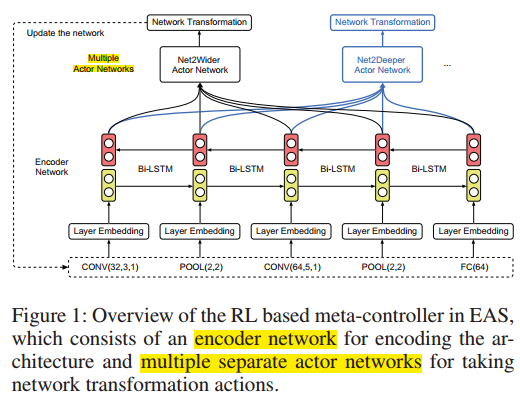 Network Transformation
Network Transformation
Update the network
Multiple
Actor Networks
Net2Wider
Actor Network
Net2Deeper
Actor Network
...
Encoder
Network
Bi-LSTM
Bi-LSTM
Bi-LSTM
Bi-LSTM
Layer Embedding
Layer Embedding
Layer Embedding
Layer Embedding
Layer Embedding
CONV(32,3,1)
POOL(2,2)
CONV(64,5,1)
POOL(2,2)
FC(64)
Figure 1: Overview of the RL based meta-controller in EAS,
which consists of an encoder network for encoding the ar-
chitecture and multiple separate actor networks for taking
network transformation actions.